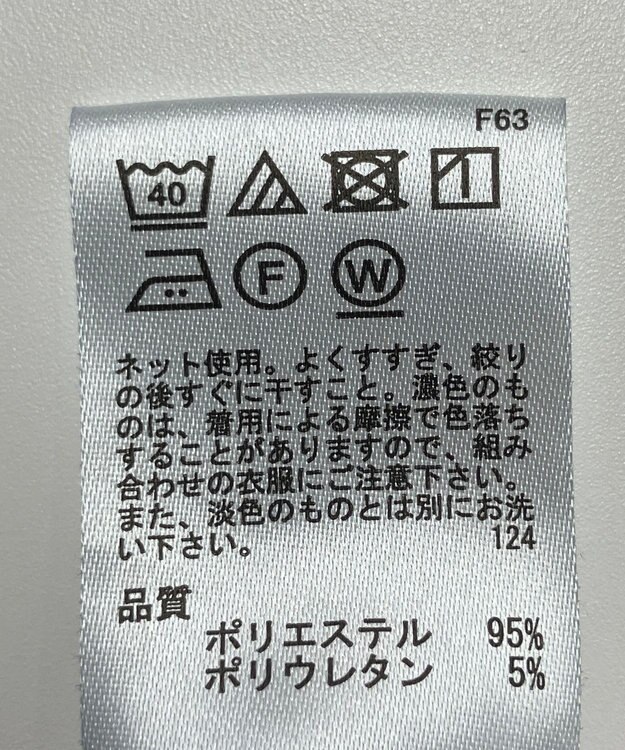 F63
40
F
W
ネット使用。よくすすぎ、絞り
の後すぐに干すこと。濃色のも
のは、着用による摩擦で色落ち
することがありますので、組み
合わせの衣服にご注意下さい。
また、淡色のものとは別にお洗
い下さい。 124
品質
ポリエステル 95%
ポリウレタン 5%